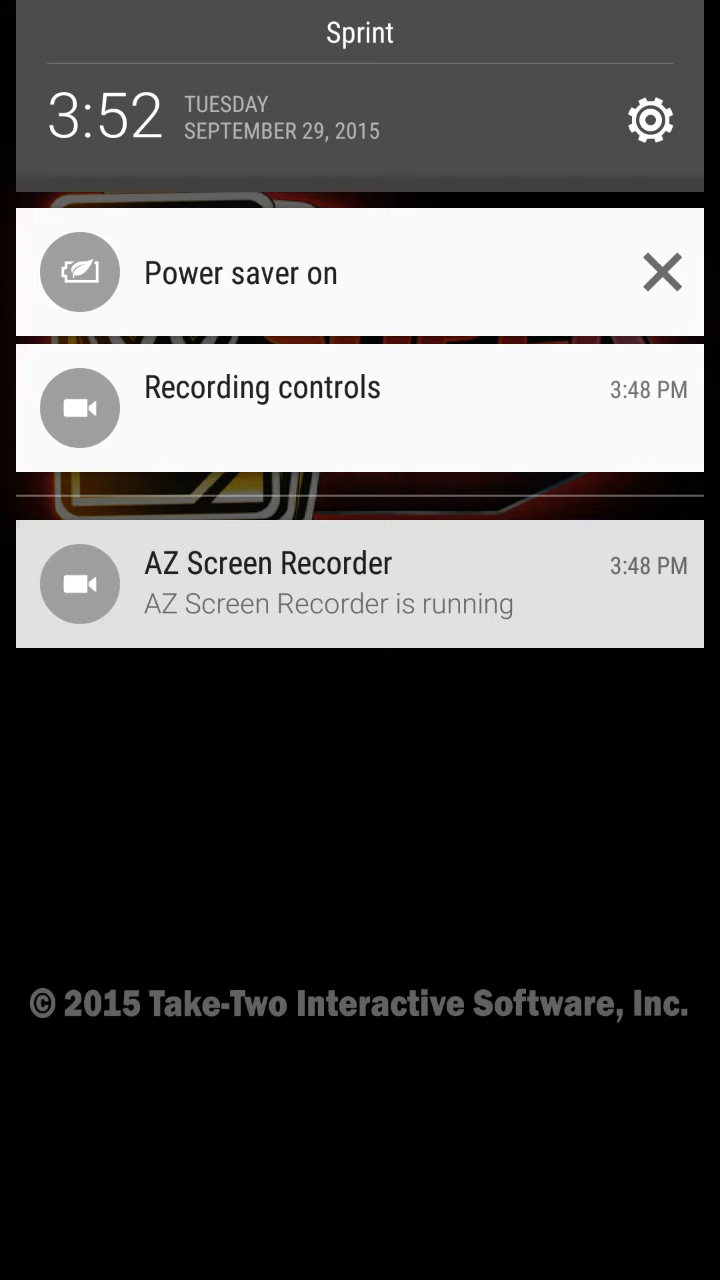 Sprint
3:52
TUESDAY
SEPTEMBER 29, 2015
Power saver on
Recording controls
3:48 PM
AZ Screen Recorder
3:48 PM
AZ Screen Recorder is running
© 2015 Take-Two Interactive Software, Inc.